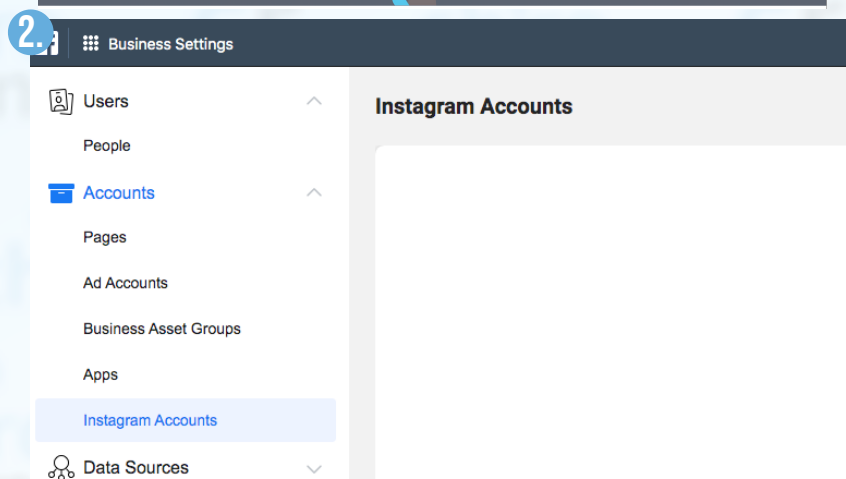 2.
Business Settings
Users
People
Accounts
Pages
Ad Accounts
Business Asset Groups
Apps
Instagram Accounts
Data Sources
Instagram Accounts